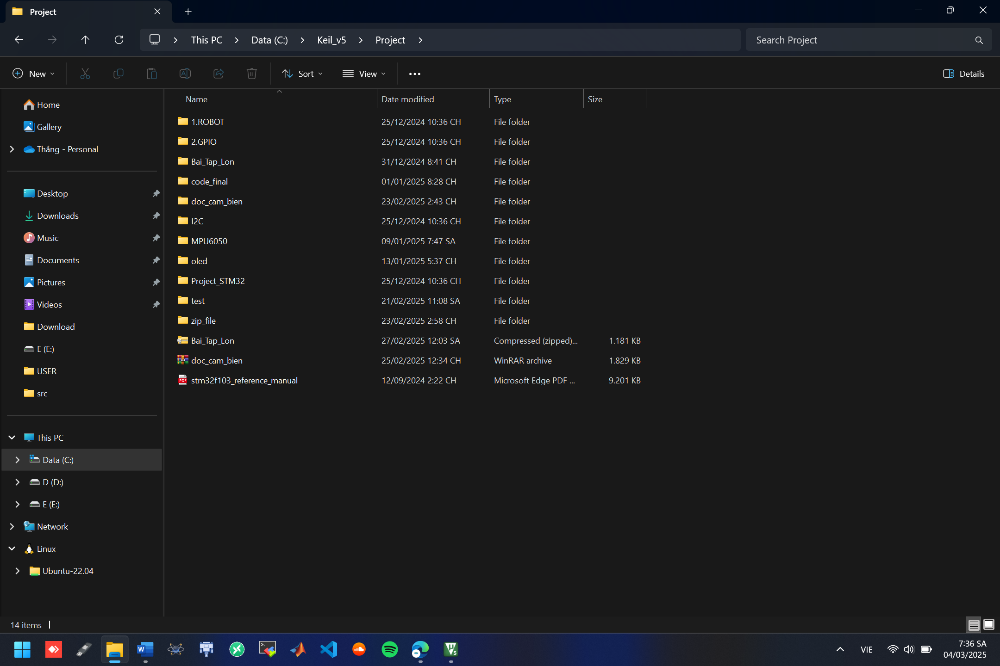 Project
This PC Data (C:) Keil_v5 Project
Search Project
New Sort View Details
Home
Gallery
Thắng - Personal
Desktop
Downloads
Music
Documents
Pictures
Videos
Download
E (E:)
USER
src
This PC
Data (C:)
D (D:)
E (E:)
Network
Linux
Ubuntu-22.04
Name Date modified Type Size
1.ROBOT_ 25/12/2024 10:36 CH File folder
2.GPIO 25/12/2024 10:36 CH File folder
Bai_Tap_Lon 31/12/2024 8:41 CH File folder
code_final 01/01/2025 8:28 CH File folder
doc_cam_bien 23/02/2025 2:43 CH File folder
I2C 25/12/2024 10:36 CH File folder
MPU6050 09/01/2025 7:47 SA File folder
oled 13/01/2025 5:37 CH File folder
Project_STM32 25/12/2024 10:36 CH File folder
test 21/02/2025 11:08 SA File folder
zip_file 23/02/2025 2:58 CH File folder
Bai_Tap_Lon 27/02/2025 12:03 SA Compressed (zipped)... 1.181 KB
doc_cam_bien 25/02/2025 12:34 CH WinRAR archive 1.829 KB
stm32f103_reference_manual 12/09/2024 2:22 CH Microsoft Edge PDF ... 9.201 KB
14 items
VIE
7:36 SA
04/03/2025